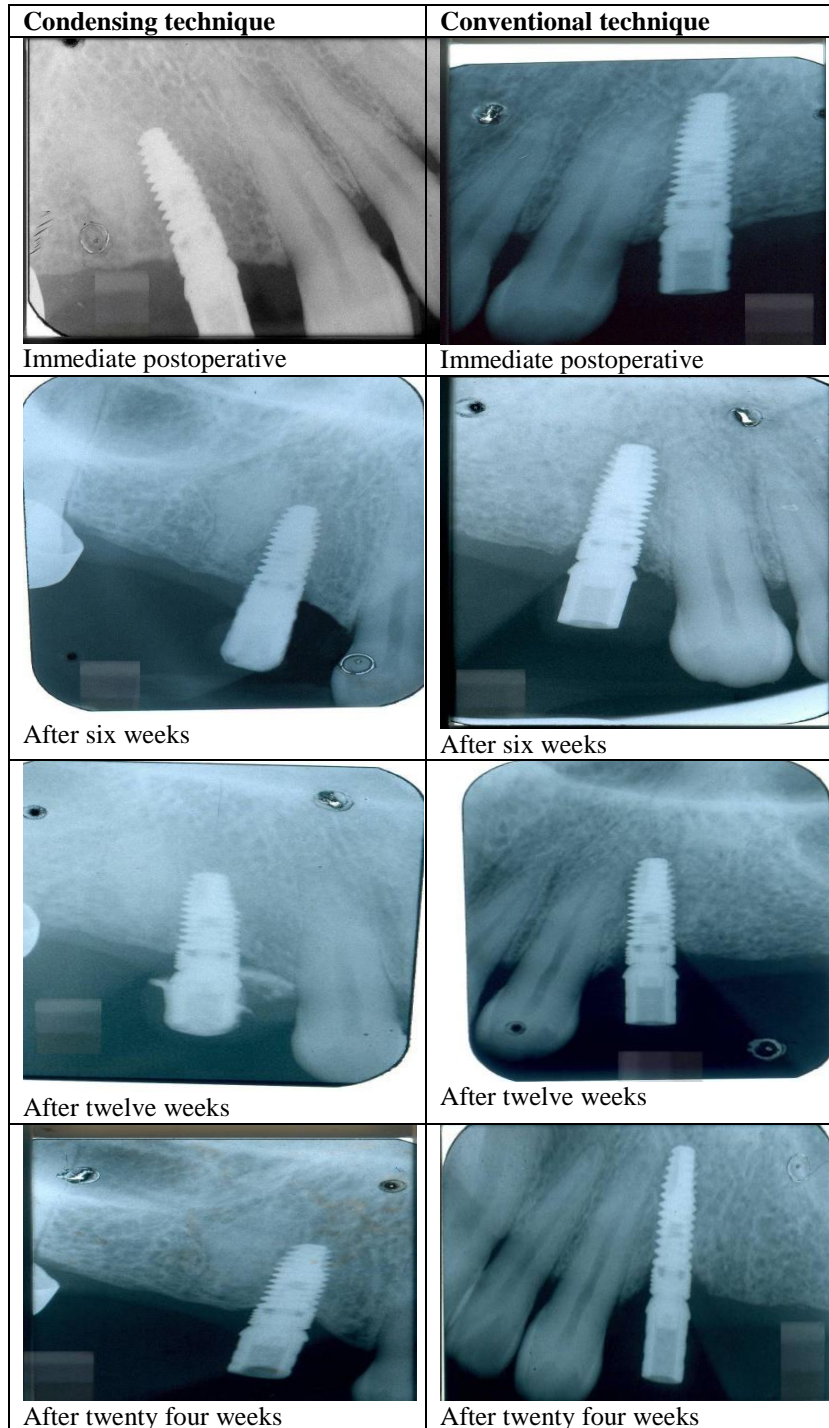 Condensing technique
Conventional technique
Immediate postoperative
Immediate postoperative
After six weeks
After six weeks
After twelve weeks
After twelve weeks
After twenty four weeks
After twenty four weeks